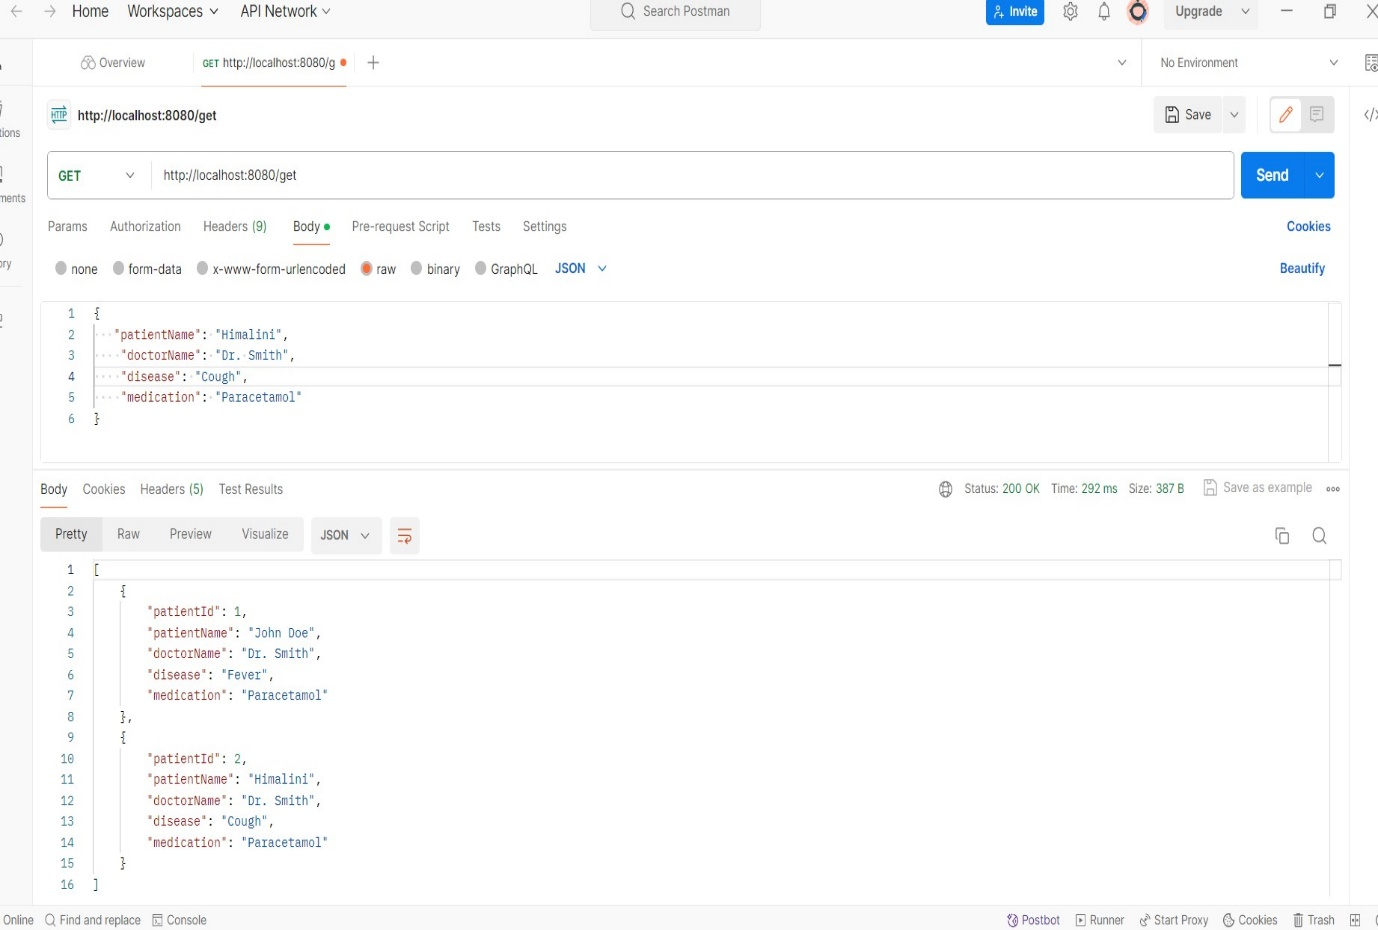 Home Workspaces API Network Search Postman Invite Upgrade
Overview GET http://localhost:8080/g No Environment
HTTP http://localhost:8080/get Save
tions
GET http://localhost:8080/get Send
ments
Params Authorization Headers (9) Body Pre-request Script Tests Settings Cookies
ory
none form-data x-www-form-urlencoded raw binary GraphQL JSON Beautify
1 {
2 "patientName": "Himalini",
3 "doctorName": "Dr. Smith",
4 "disease": "Cough",
5 "medication": "Paracetamol"
6 }
Body Cookies Headers (5) Test Results Status: 200 OK Time: 292 ms Size: 387 B Save as example
Pretty Raw Preview Visualize JSON
1 [
2 {
3 "patientId": 1,
4 "patientName": "John Doe",
5 "doctorName": "Dr. Smith",
6 "disease": "Fever",
7 "medication": "Paracetamol"
8 },
9 {
10 "patientId": 2,
11 "patientName": "Himalini",
12 "doctorName": "Dr. Smith",
13 "disease": "Cough",
14 "medication": "Paracetamol"
15 }
16 ]
Online Find and replace Console Postbot Runner Start Proxy Cookies Trash